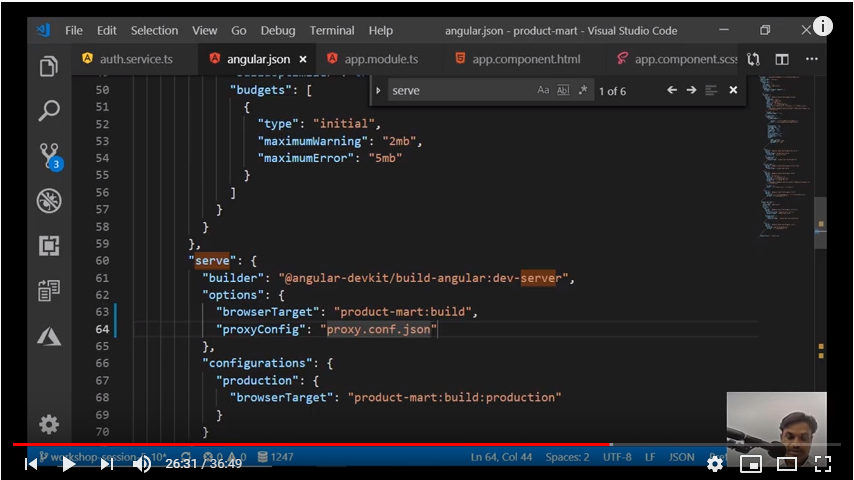 File Edit Selection View Go Debug Terminal Help angular.json - product-mart - Visual Studio Code
auth.service.ts angular.json app.module.ts app.component.html app.component.scss
serve Aa Abl .* 1 of 6
50 "budgets": [
51 {
52 "type": "initial",
53 "maximumWarning": "2mb",
54 "maximumError": "5mb"
55 }
56 ]
57 }
58 }
59 },
60 "serve": {
61 "builder": "@angular-devkit/build-angular:dev-server",
62 "options": {
63 "browserTarget": "product-mart:build",
64 "proxyConfig": "proxy.conf.json"
65 },
66 "configurations": {
67 "production": {
68 "browserTarget": "product-mart:build:production"
69 }
70 }
3
workshop-session 10* 0 0 1247 Ln 64, Col 44 Spaces: 2 UTF-8 LF JSON
26:31 / 36:49